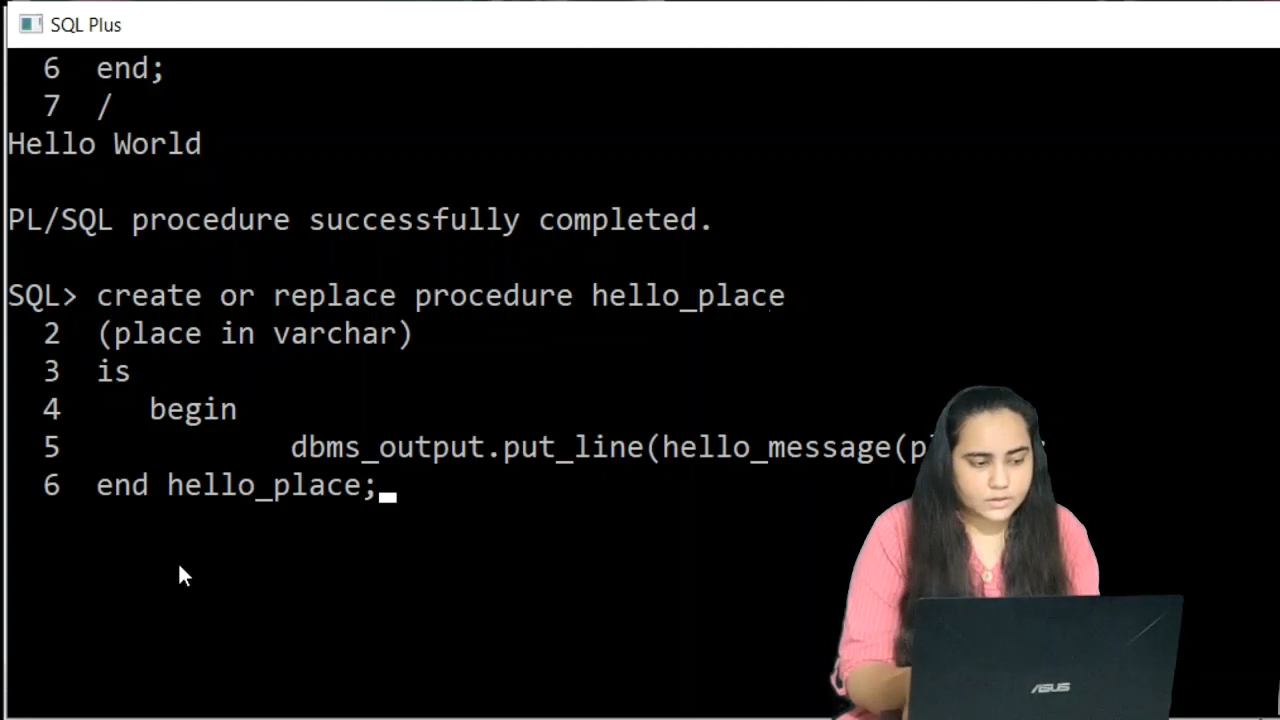 SQL Plus
6 end;
7 /
Hello World
PL/SQL procedure successfully completed.
SQL> create or replace procedure hello_place
2 (place in varchar)
3 is
4 begin
5 dbms_output.put_line(hello_message(
6 end hello_place;
ASUS